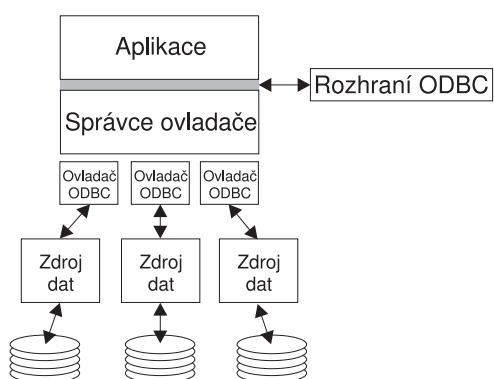 Aplikace
Rozhraní ODBC
Správce ovladače
Ovladač
ODBC
Ovladač
ODBC
Ovladač
ODBC
Zdroj
dat
Zdroj
dat
Zdroj
dat